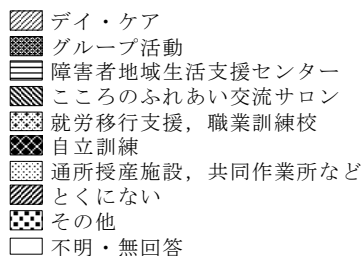 デイ・ケア
グループ活動
障害者地域生活支援センター
こころのふれあい交流サロン
就労移行支援，職業訓練校
自立訓練
通所授産施設，共同作業所など
とくにない
その他
不明・無回答